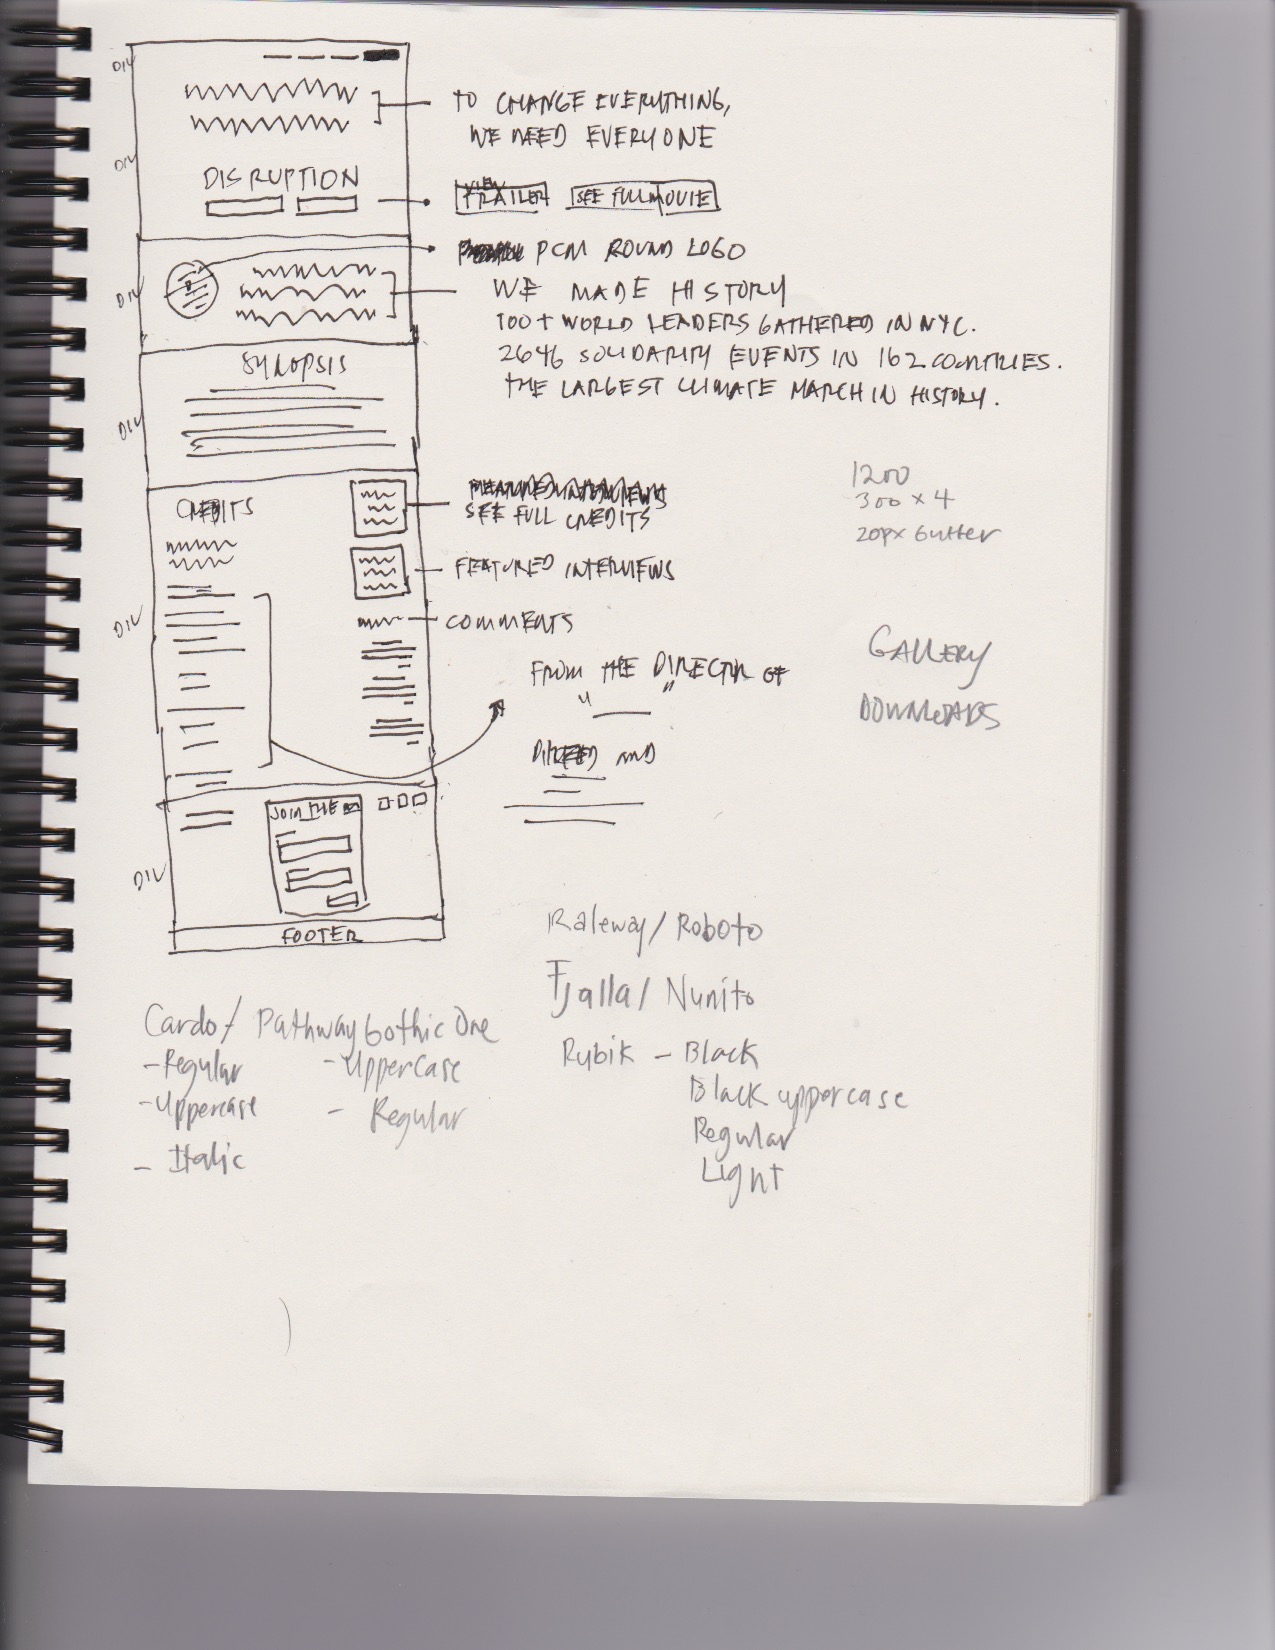 DIV
TO CHANGE EVERYTHING,
WE NEED EVERYONE
DIV
DISRUPTION
VIEW TRAILER
SEE FULL MOVIE
PCM ROUND LOGO
DIV
WE MADE HISTORY
100+ WORLD LEADERS GATHERED IN NYC.
2646 SOLIDARITY EVENTS IN 162 COUNTRIES.
THE LARGEST CLIMATE MARCH IN HISTORY.
SYNOPSIS
DIV
CREDITS
SEE FULL CREDITS
FEATURED INTERVIEWS
1200
300 x 4
20px Gutter
DIV
COMMENTS
FROM THE DIRECTOR OF
" "
AND
GALLERY
DOWNLOADS
JOIN THE
DIV
FOOTER
Raleway / Roboto
Fjalla / Nunito
Cardo / Pathway Gothic One
- Regular
- Uppercase
- Italic
- Uppercase
- Regular
Rubik - Black
Black uppercase
Regular
Light